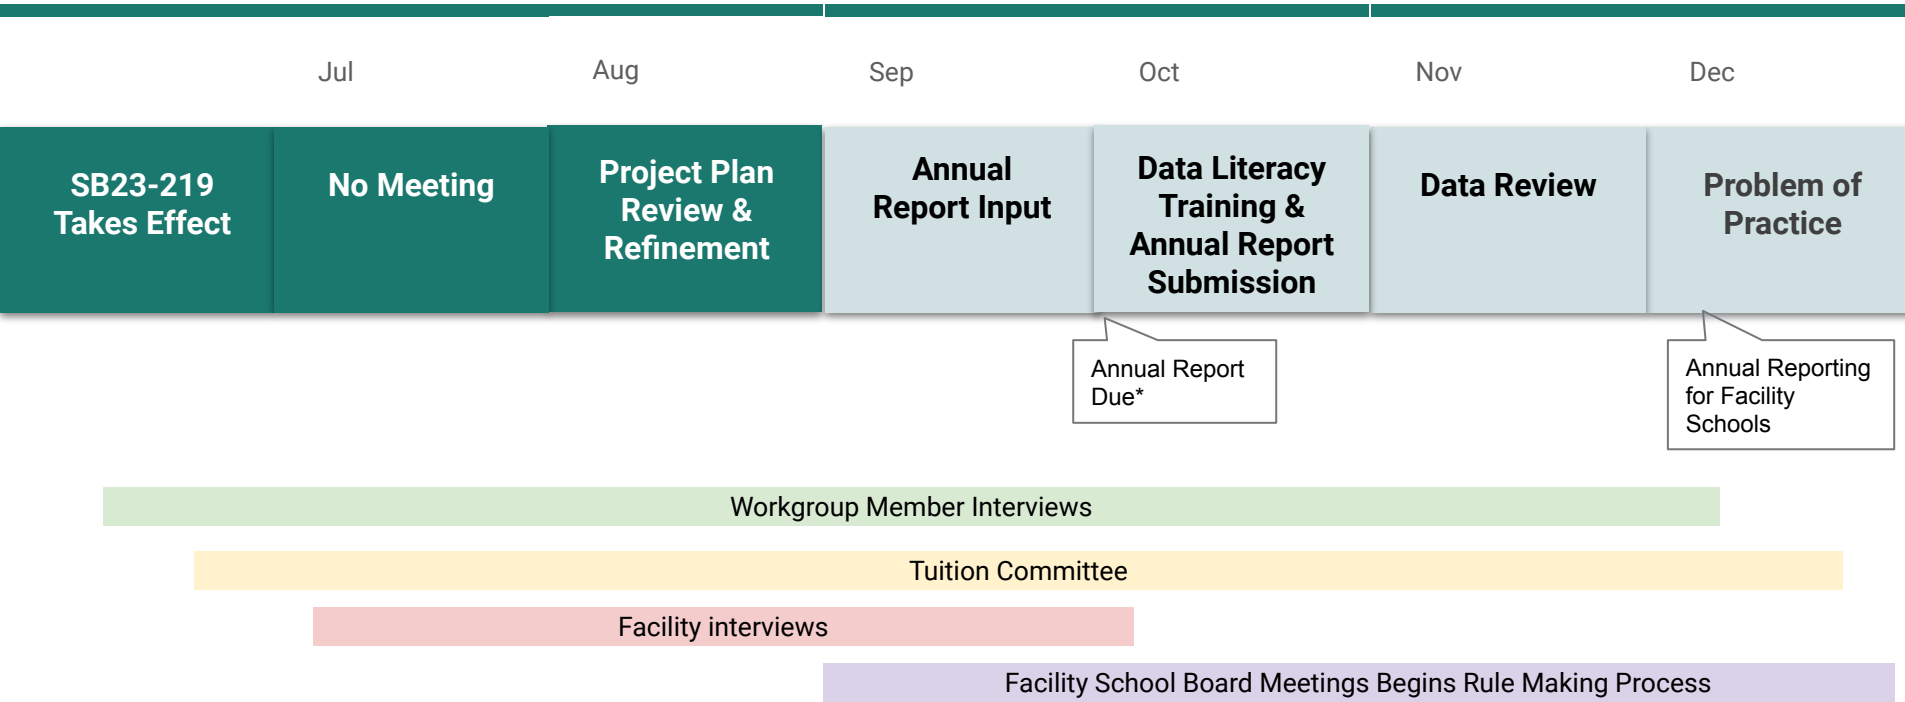 Jul
Aug
Sep
Oct
Nov
Dec
SB23-219
Takes Effect
No Meeting
Project Plan
Review &
Refinement
Annual
Report Input
Data Literacy
Training &
Annual Report
Submission
Data Review
Problem of
Practice
Annual Report
Due*
Annual Reporting
for Facility
Schools
Workgroup Member Interviews
Tuition Committee
Facility interviews
Facility School Board Meetings Begins Rule Making Process